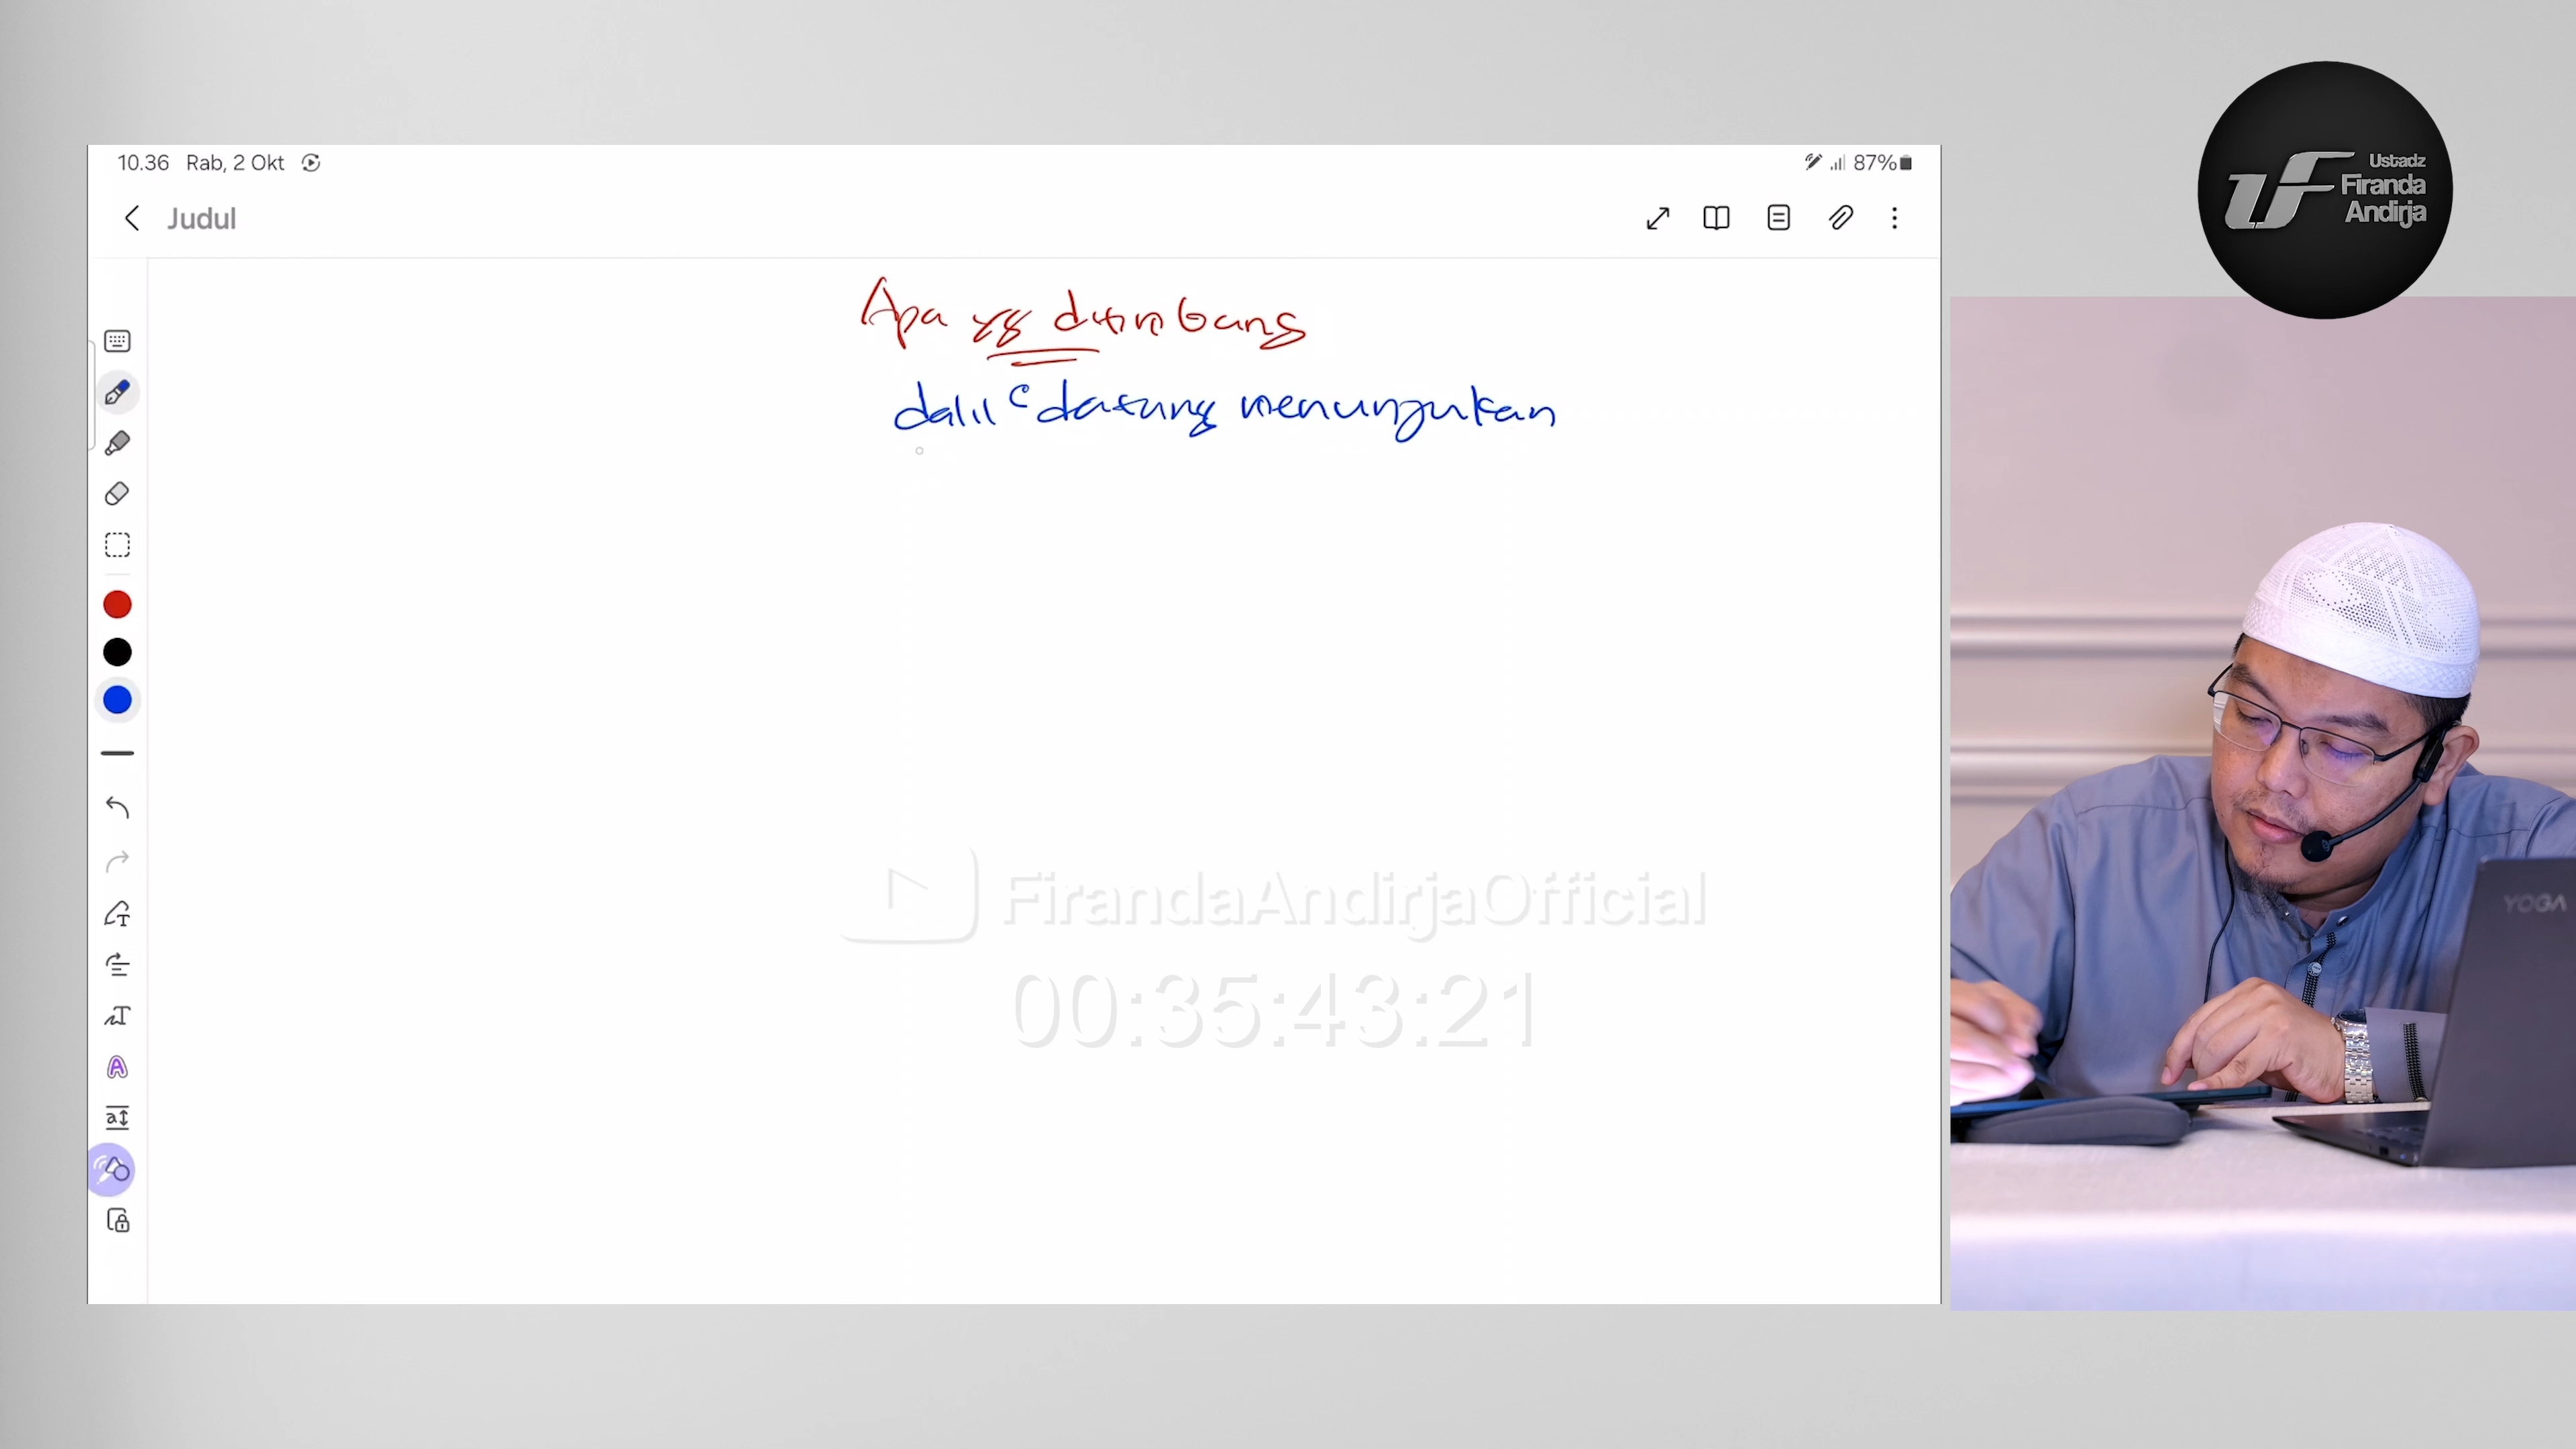 Ustadz
Firanda
Andirja
10.36 Rab, 2 Okt
87%
Judul
Apa yg ditimbang
dalil² datang menunjukan
FirandaAndirjaOfficial
00:35:43:21
YOGA